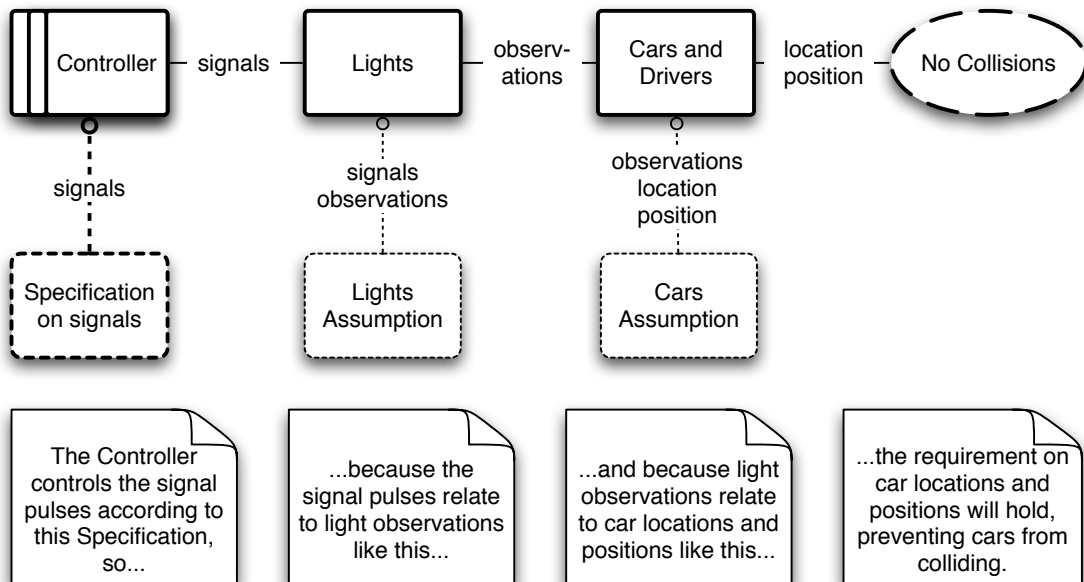 Controller
signals
Lights
observ-
ations
Cars and
Drivers
location
position
No Collisions
signals
signals
observations
observations
location
position
Specification
on signals
Lights
Assumption
Cars
Assumption
The Controller
controls the signal
pulses according to
this Specification,
so...
...because the
signal pulses relate
to light observations
like this...
...and because light
observations relate
to car locations and
positions like this...
...the requirement on
car locations and
positions will hold,
preventing cars from
colliding.